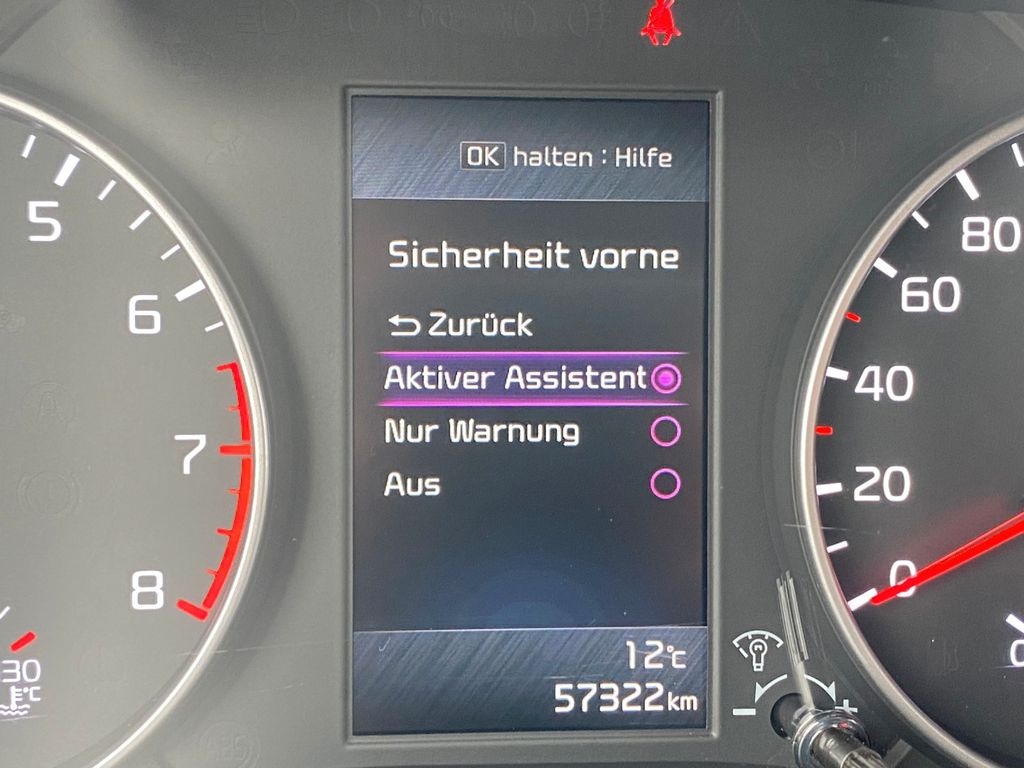 OK halten : Hilfe
Sicherheit vorne
Zurück
Aktiver Assistent
Nur Warnung
Aus
12°C
57322km
5
6
7
8
30
°C
80
60
40
20
0
- +